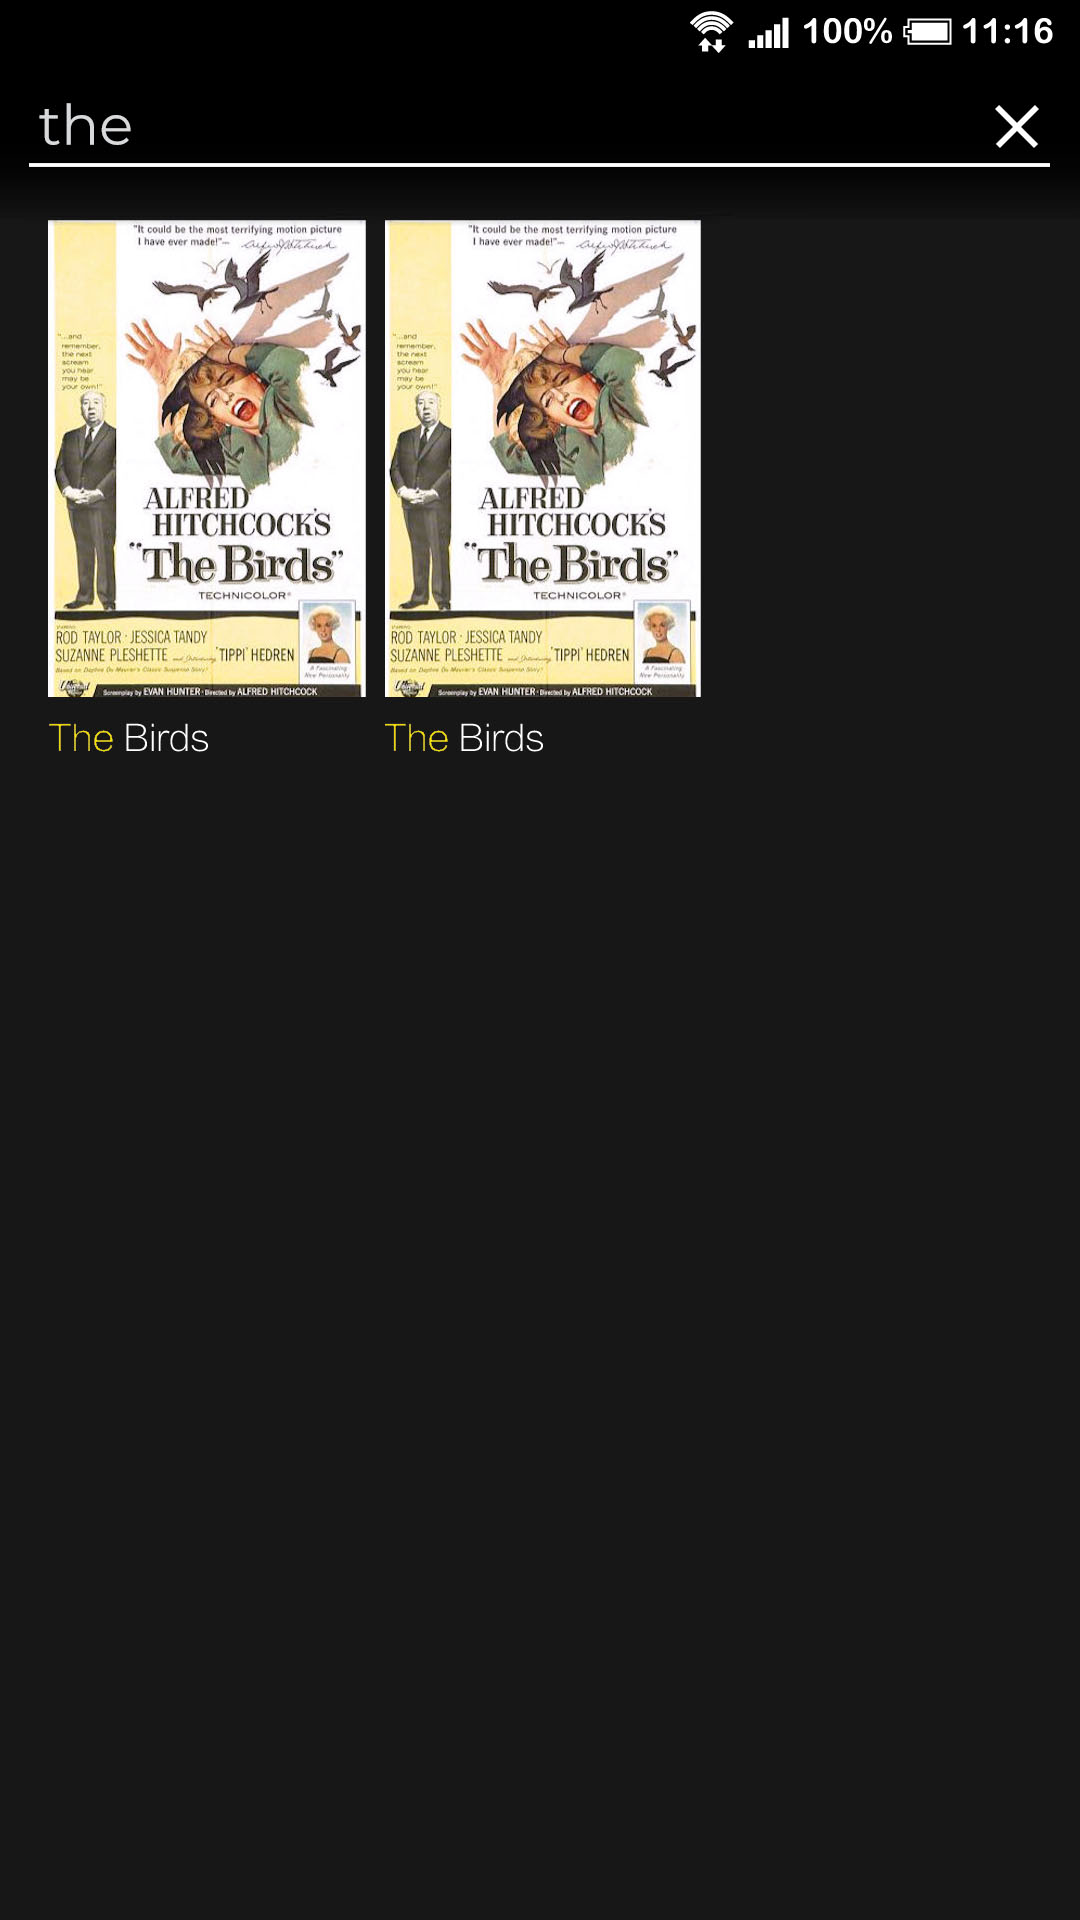 100% 11:16
the
"It could be the most terrifying motion picture
I have ever made!"—
"...and
remember,
the next
scream
you hear
may be
your own!"
ALFRED
HITCHCOCK'S
"The Birds"
TECHNICOLOR®
STARRING
ROD TAYLOR · JESSICA TANDY
SUZANNE PLESHETTE and Introducing 'TIPPI' HEDREN
Based on Daphne Du Maurier's Classic Suspense Story!
A Fascinating
New Personality
Universal
Screenplay by EVAN HUNTER · Directed by ALFRED HITCHCOCK
The Birds
"It could be the most terrifying motion picture
I have ever made!"—
"...and
remember,
the next
scream
you hear
may be
your own!"
ALFRED
HITCHCOCK'S
"The Birds"
TECHNICOLOR®
STARRING
ROD TAYLOR · JESSICA TANDY
SUZANNE PLESHETTE and Introducing 'TIPPI' HEDREN
Based on Daphne Du Maurier's Classic Suspense Story!
A Fascinating
New Personality
Universal
Screenplay by EVAN HUNTER · Directed by ALFRED HITCHCOCK
The Birds